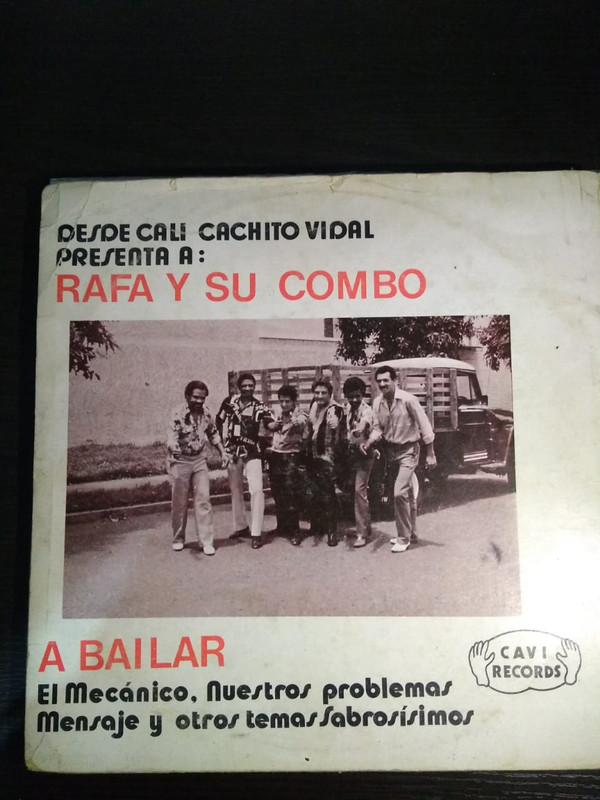 DESDE CALI CACHITO VIDAL
PRESENTA A:
RAFA Y SU COMBO
A BAILAR
CAVI
RECORDS
El Mecánico, Nuestros problemas
Mensaje y otros temas Sabrosísimos